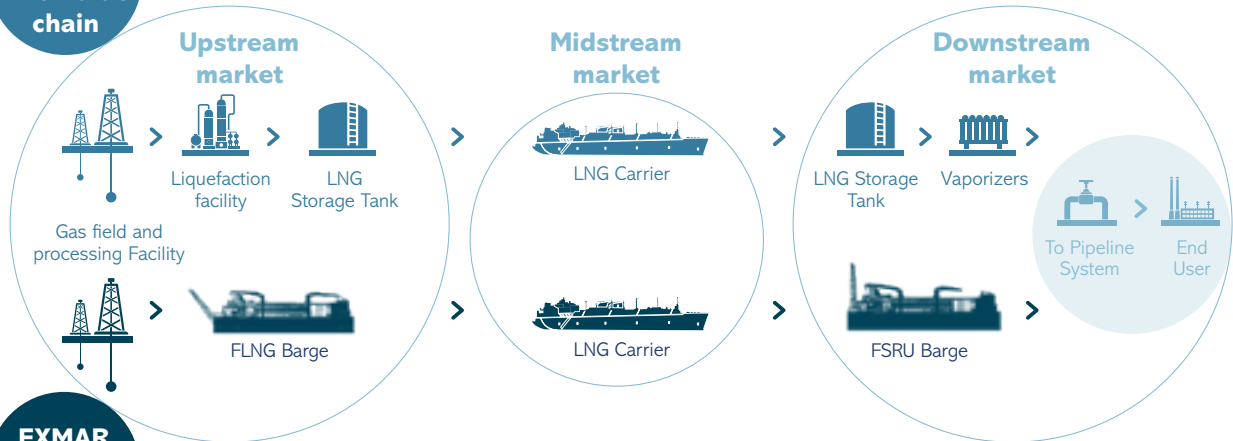 chain
Upstream
market
Midstream
market
Downstream
market
Liquefaction
facility
LNG
Storage Tank
LNG Carrier
LNG Storage
Tank
Vaporizers
Gas field and
processing Facility
To Pipeline
System
End
User
FLNG Barge
LNG Carrier
FSRU Barge
EXMAR